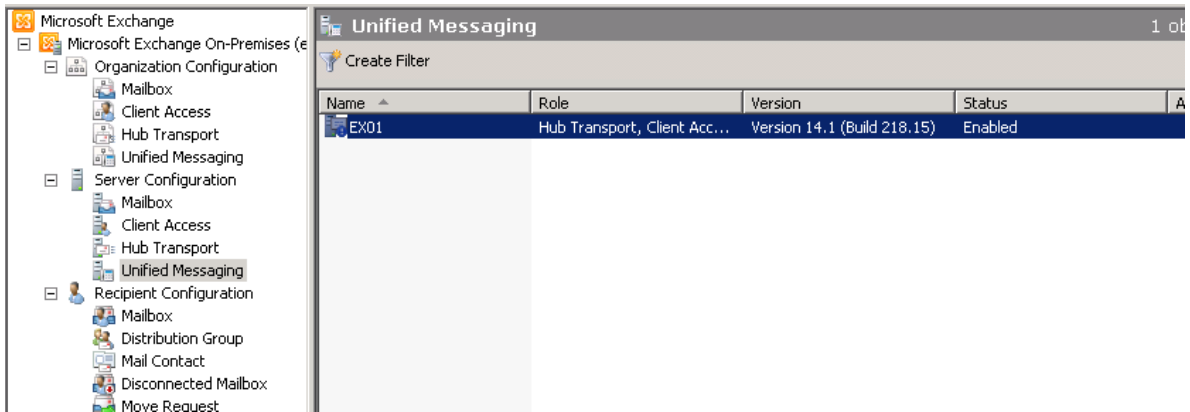 Microsoft Exchange
Microsoft Exchange On-Premises (e
Organization Configuration
Mailbox
Client Access
Hub Transport
Unified Messaging
Server Configuration
Mailbox
Client Access
Hub Transport
Unified Messaging
Recipient Configuration
Mailbox
Distribution Group
Mail Contact
Disconnected Mailbox
Move Request
Unified Messaging 1 ob
Create Filter
Name Role Version Status A
EX01 Hub Transport, Client Acc... Version 14.1 (Build 218.15) Enabled